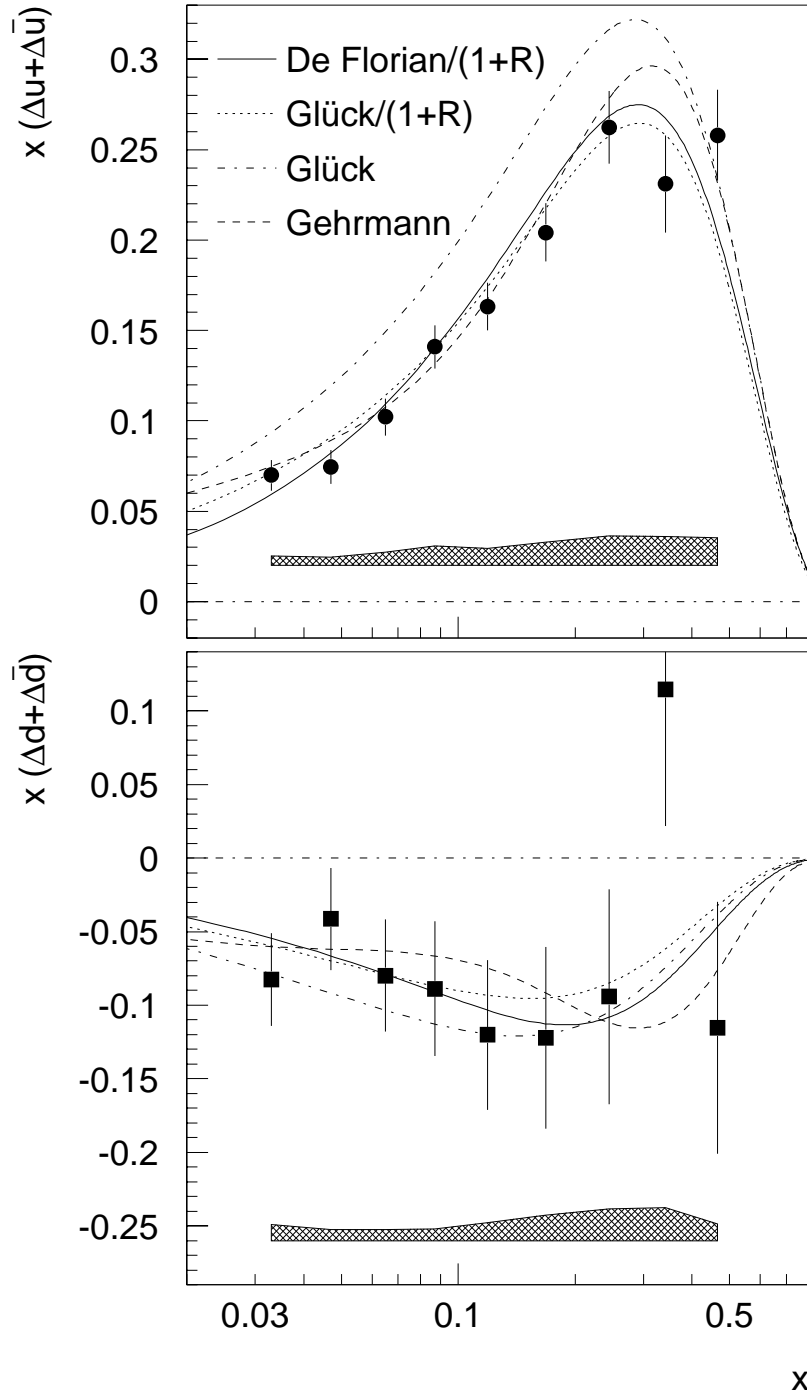 x (Δu+Δū)
0.3
0.25
0.2
0.15
0.1
0.05
0
De Florian/(1+R)
Glück/(1+R)
Glück
Gehrmann
x (Δd+Δd̄)
0.1
0.05
0
-0.05
-0.1
-0.15
-0.2
-0.25
0.03
0.1
0.5
x